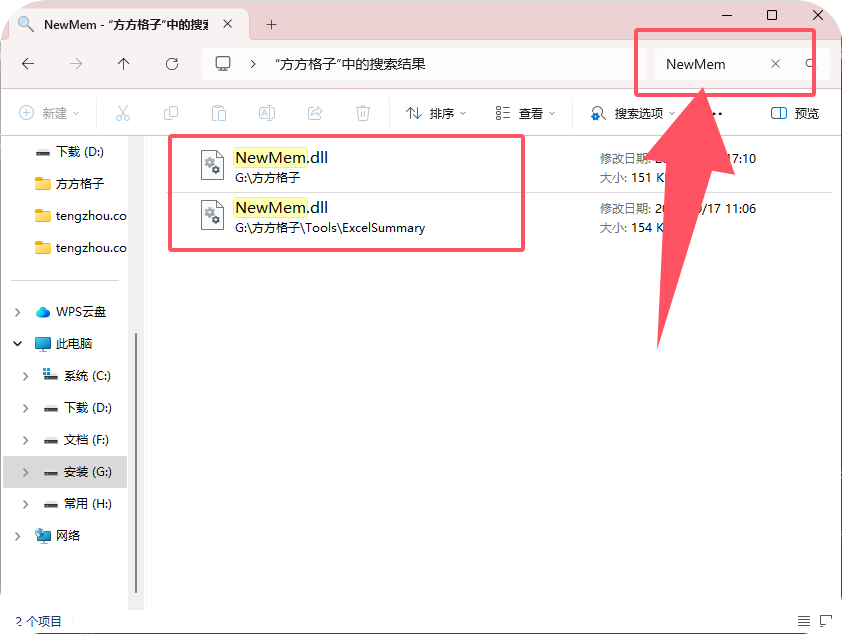 NewMem - “方方格子”中的搜索
“方方格子”中的搜索结果
NewMem
新建
排序
查看
搜索选项
预览
下载 (D:)
方方格子
tengzhou.co
tengzhou.co
WPS云盘
此电脑
系统 (C:)
下载 (D:)
文档 (F:)
安装 (G:)
常用 (H:)
网络
NewMem.dll
G:\方方格子
修改日期: 17:10
大小: 151 K
NewMem.dll
G:\方方格子\Tools\ExcelSummary
修改日期: 20 /17 11:06
大小: 154 K
2 个项目